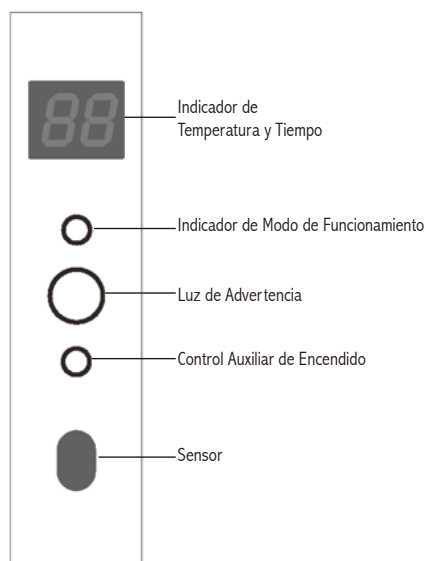 88
Indicador de
Temperatura y Tiempo
Indicador de Modo de Funcionamiento
Luz de Advertencia
Control Auxiliar de Encendido
Sensor